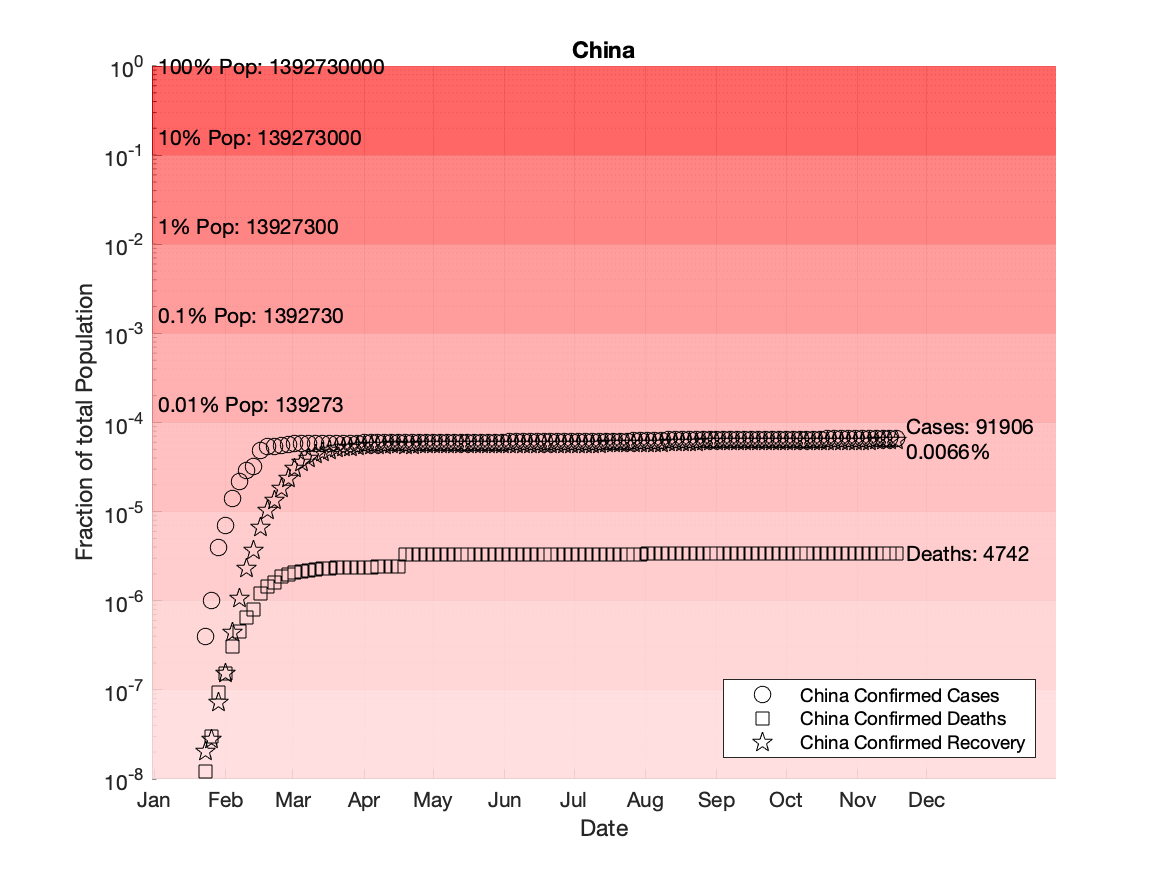 China
10^0
100% Pop: 1392730000
10% Pop: 139273000
10^-1
1% Pop: 13927300
10^-2
0.1% Pop: 1392730
10^-3
0.01% Pop: 139273
10^-4
Cases: 91906
0.0066%
10^-5
Deaths: 4742
10^-6
10^-7
10^-8
Fraction of total Population
China Confirmed Cases
China Confirmed Deaths
China Confirmed Recovery
Jan Feb Mar Apr May Jun Jul Aug Sep Oct Nov Dec
Date